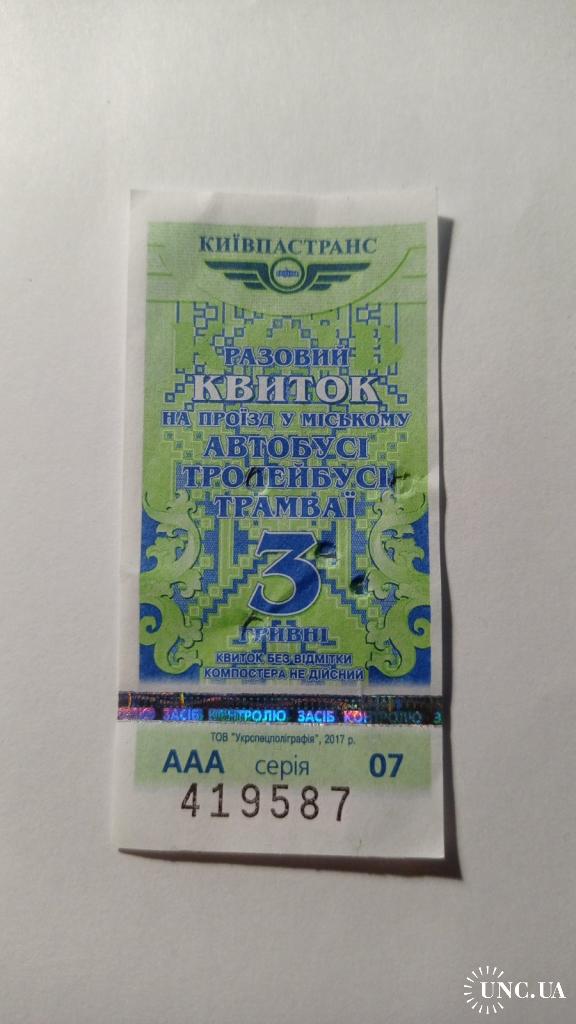 КИЇВПАСТРАНС
РАЗОВИЙ
КВИТОК
НА ПРОЇЗД У МІСЬКОМУ
АВТОБУСІ
ТРОЛЕЙБУСІ
ТРАМВАЇ
3
ГРИВНІ
КВИТОК БЕЗ ВІДМІТКИ
КОМПОСТЕРА НЕ ДІЙСНИЙ
ЗАСІБ КОНТРОЛЮ ЗАСІБ КОНТРОЛЮ
ТОВ "Укрспецполіграфія", 2017 р.
ААА серія 07
419587
UNC.UA